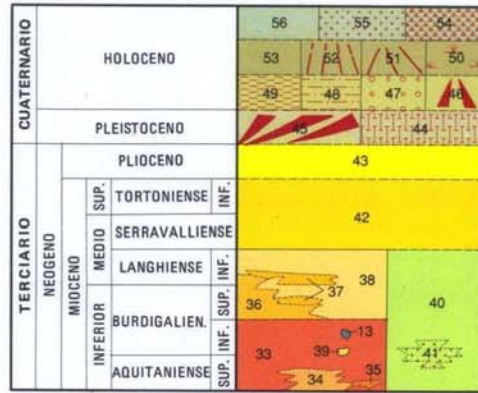 CUATERNARIO
HOLOCENO
56 55 54
53 52 51 50
49 48 47 46
PLEISTOCENO
45 44
TERCIARIO
NEOGENO
PLIOCENO
43
MIOCENO
SUP.
TORTONIENSE
INF.
42
MEDIO
SERRAVALLIENSE
LANGHIENSE
INF.
SUP.
36 37 38
40
INFERIOR
BURDIGALIEN.
INF.
33 13
39
41
AQUITANIENSE
SUP.
34 35